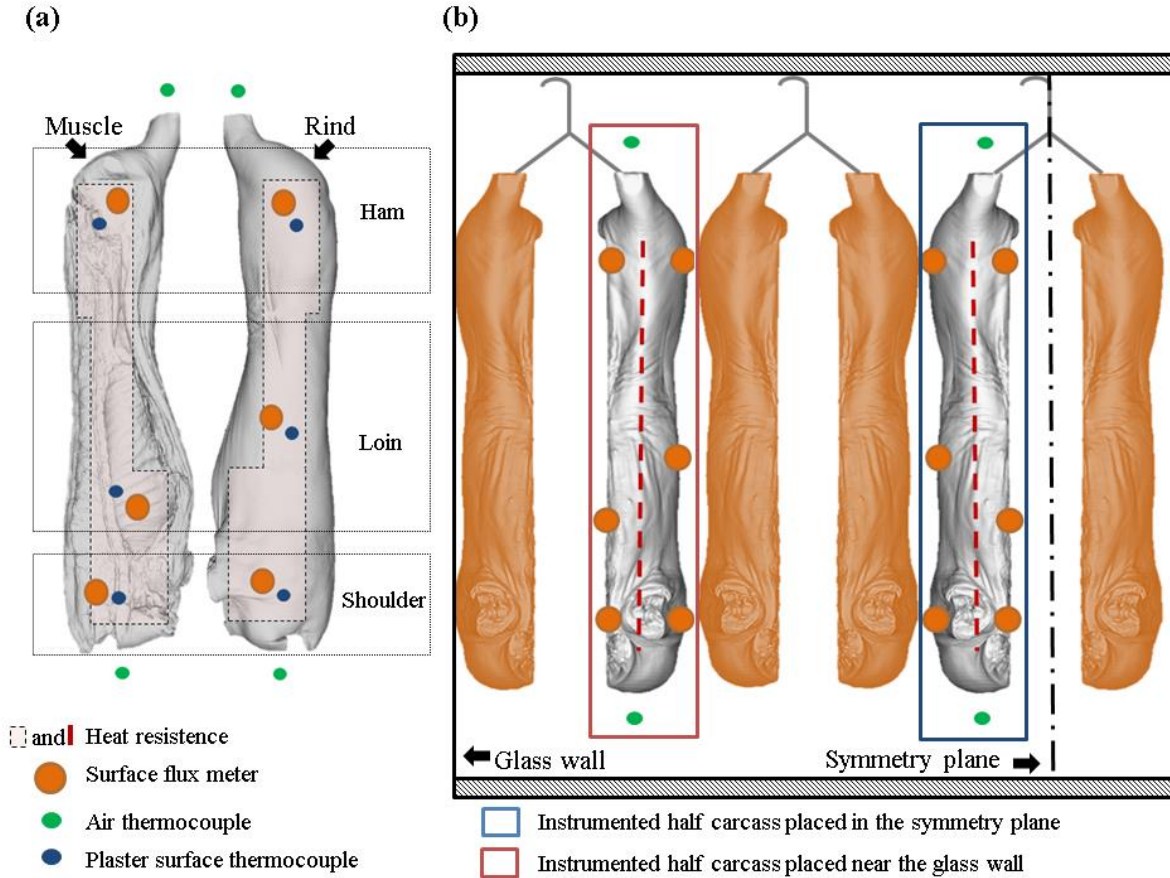 (a)
(b)
Muscle
Rind
Ham
Loin
Shoulder
and Heat resistence
Surface flux meter
Air thermocouple
Plaster surface thermocouple
Glass wall
Symmetry plane
Instrumented half carcass placed in the symmetry plane
Instrumented half carcass placed near the glass wall